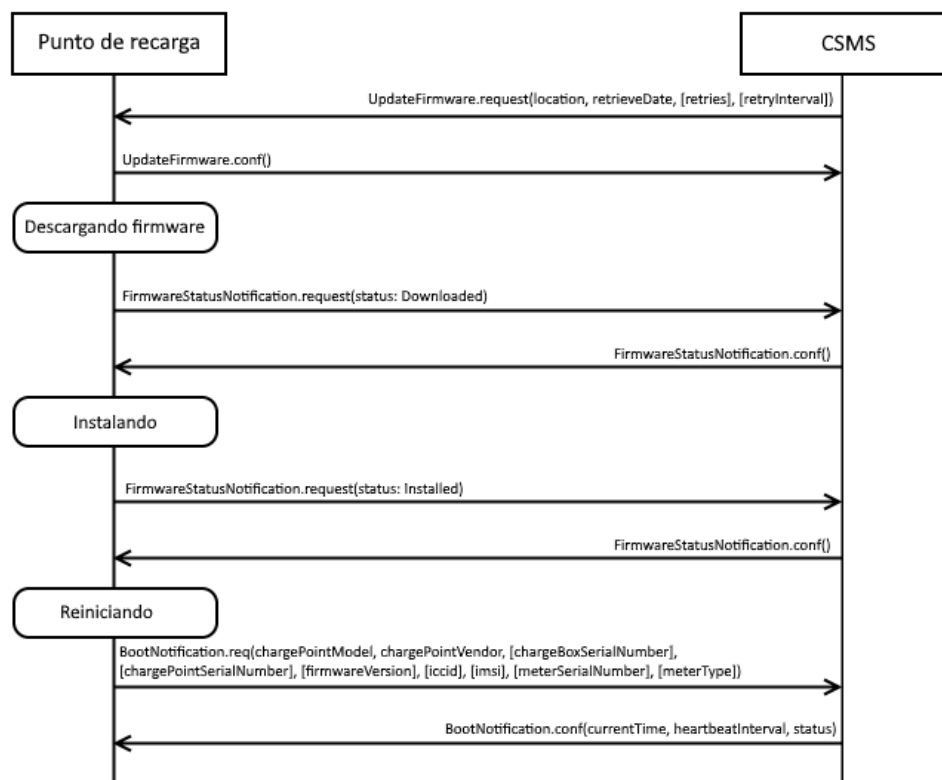 Punto de recarga
CSMS
UpdateFirmware.request(location, retrieveDate, [retries], [retryInterval])
UpdateFirmware.conf()
Descargando firmware
FirmwareStatusNotification.request(status: Downloaded)
FirmwareStatusNotification.conf()
Instalando
FirmwareStatusNotification.request(status: Installed)
FirmwareStatusNotification.conf()
Reiniciando
BootNotification.req(chargePointModel, chargePointVendor, [chargeBoxSerialNumber],
[chargePointSerialNumber], [firmwareVersion], [iccid], [imsi], [meterSerialNumber], [meterType])
BootNotification.conf(currentTime, heartbeatInterval, status)